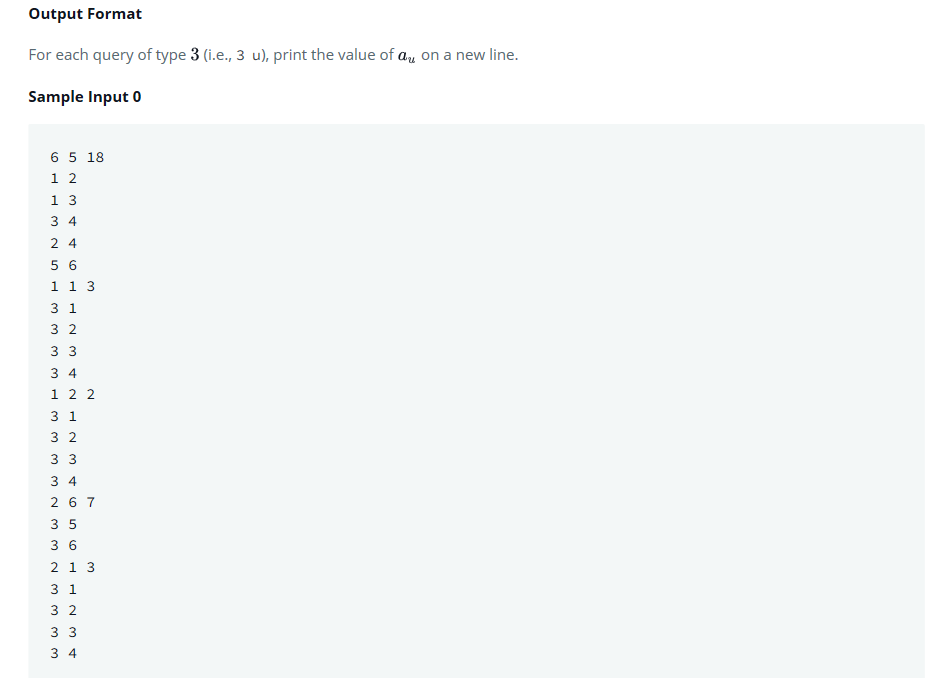 Output Format
For each query of type 3 (i.e., 3 u), print the value of a_u on a new line.
Sample Input 0
6 5 18
1 2
1 3
3 4
2 4
5 6
1 1 3
3 1
3 2
3 3
3 4
1 2 2
3 1
3 2
3 3
3 4
2 6 7
3 5
3 6
2 1 3
3 1
3 2
3 3
3 4